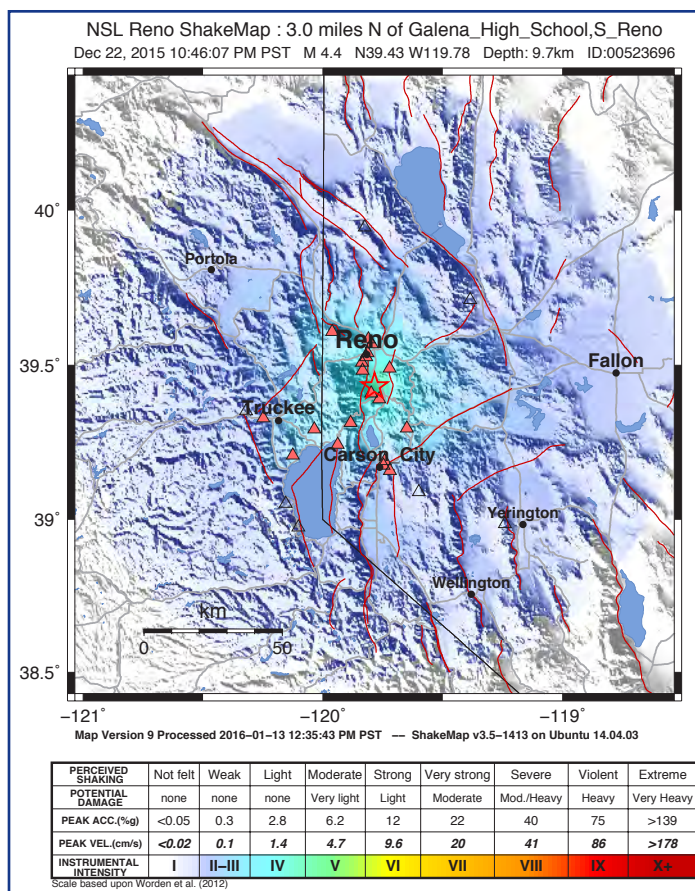 NSL Reno ShakeMap : 3.0 miles N of Galena_High_School,S_Reno
Dec 22, 2015 10:46:07 PM PST M 4.4 N39.43 W119.78 Depth: 9.7km ID:00523696
40˚
Portola
Reno
39.5˚
Fallon
Truckee
Carson City
39˚
Yerington
Wellington
km
0 50
38.5˚
−121˚ −120˚ −119˚
Map Version 9 Processed 2016−01−13 12:35:43 PM PST −− ShakeMap v3.5−1413 on Ubuntu 14.04.03
PERCEIVED SHAKING Not felt Weak Light Moderate Strong Very strong Severe Violent Extreme
POTENTIAL DAMAGE none none none Very light Light Moderate Mod./Heavy Heavy Very Heavy
PEAK ACC.(%g) <0.05 0.3 2.8 6.2 12 22 40 75 >139
PEAK VEL.(cm/s) <0.02 0.1 1.4 4.7 9.6 20 41 86 >178
INSTRUMENTAL INTENSITY I II−III IV V VI VII VIII IX X+
Scale based upon Worden et al. (2012)